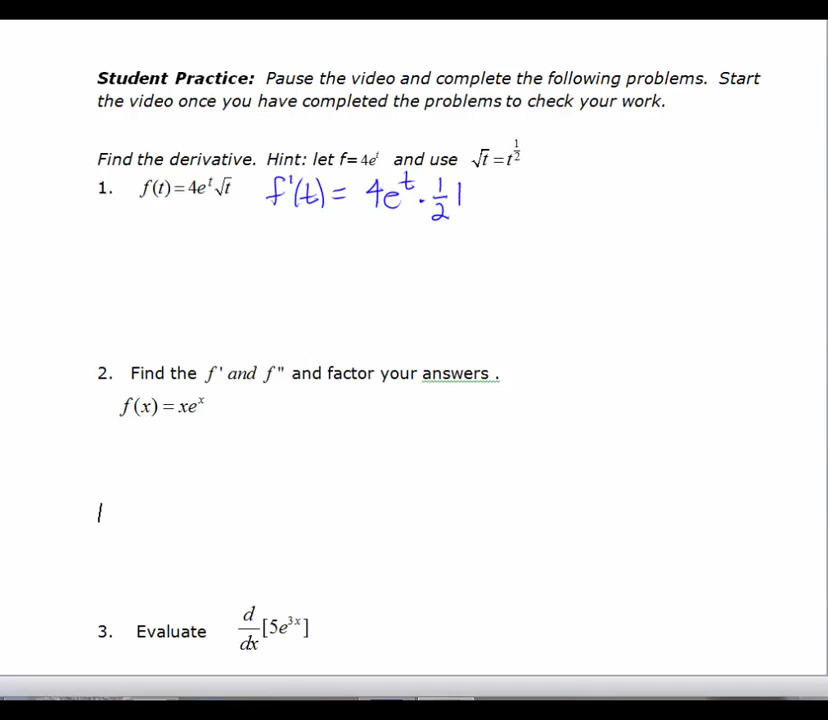 Student Practice: Pause the video and complete the following problems. Start
the video once you have completed the problems to check your work.
Find the derivative. Hint: let f= 4e^t and use √t = t^(1/2)
1. f(t) = 4e^t √t f'(t) = 4e^t · 1/2
2. Find the f' and f" and factor your answers .
f(x) = xe^x
3. Evaluate d/dx [5e^(3x)]